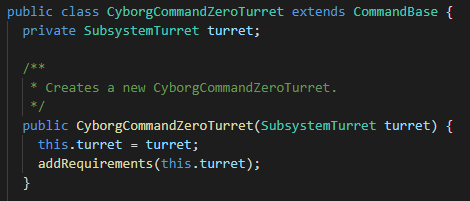 public class CyborgCommandZeroTurret extends CommandBase {
  private SubsystemTurret turret;

  /**
   * Creates a new CyborgCommandZeroTurret.
   */
  public CyborgCommandZeroTurret(SubsystemTurret turret) {
    this.turret = turret;
    addRequirements(this.turret);
  }